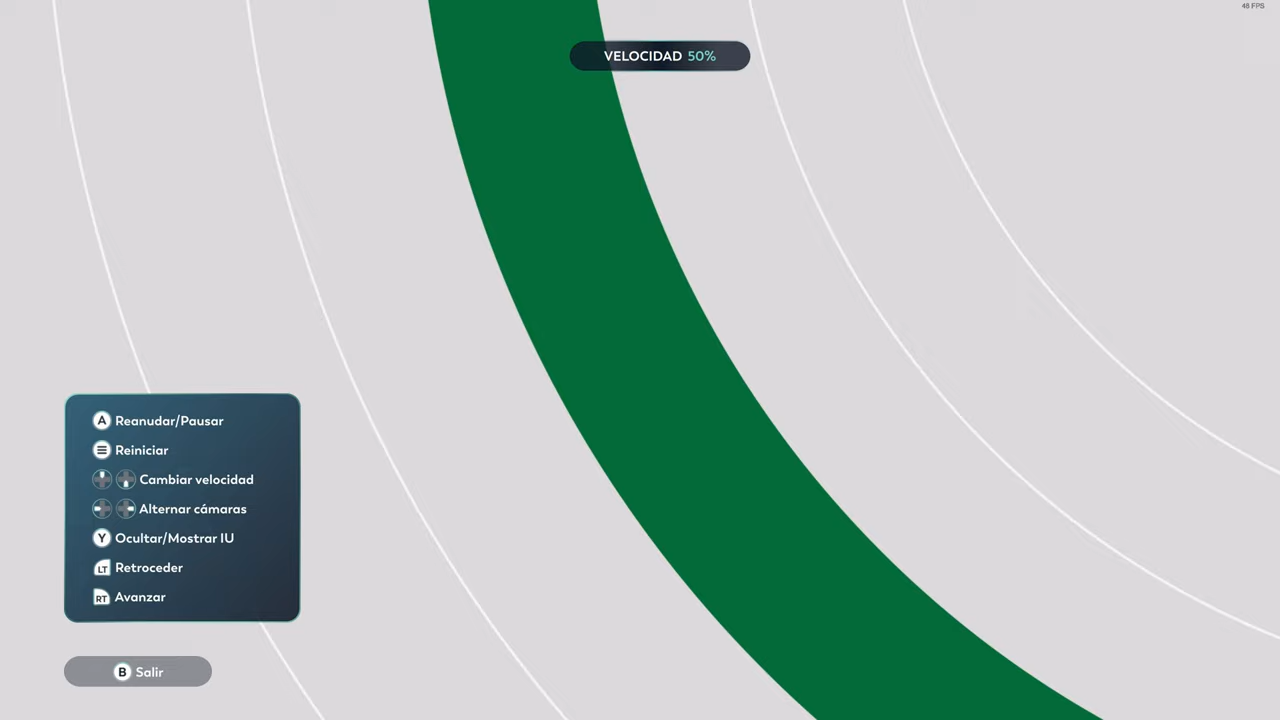 48 FPS
VELOCIDAD 50%
A Reanudar/Pausar
Reiniciar
Cambiar velocidad
Alternar cámaras
Y Ocultar/Mostrar IU
LT Retroceder
RT Avanzar
B Salir